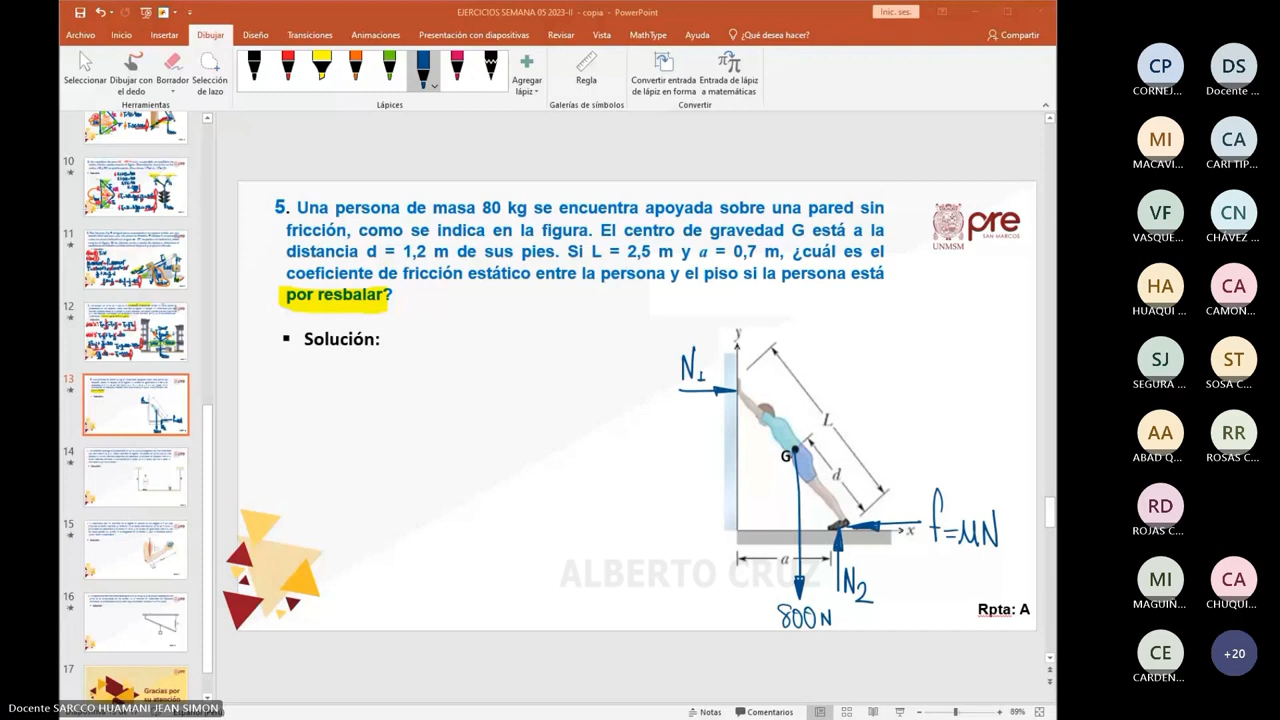 EJERCICIOS SEMANA 05 2023-II - copia - PowerPoint
Inic. ses.
Archivo Inicio Insertar Dibujar Diseño Transiciones Animaciones Presentación con diapositivas Revisar Vista MathType Ayuda ¿Qué desea hacer? Compartir
Seleccionar Dibujar con el dedo Borrador Selección de lazo
Agregar lápiz
Regla
Convertir entrada de lápiz en forma
Entrada de lápiz a matemáticas
Herramientas Lápices Galerías de símbolos Convertir
10
11
12
13
14
15
16
17
Gracias por
su atención
5. Una persona de masa 80 kg se encuentra apoyada sobre una pared sin
fricción, como se indica en la figura. El centro de gravedad G está a la
distancia d = 1,2 m de sus pies. Si L = 2,5 m y a = 0,7 m, ¿cuál es el
coeficiente de fricción estático entre la persona y el piso si la persona está
por resbalar?
UNMSM
pre
SAN MARCOS
▪ Solución:
y
N1
L
G
d
x
f=μN
a
N2
800N
ALBERTO CRUZ
Rpta: A
Docente SARCCO HUAMANI JEAN SIMON
Notas Comentarios 89%
CP DS
CORNEJ... Docente ...
MI CA
MACAVI... CARI TIP...
VF CN
VASQUE... CHÁVEZ ...
HA CA
HUAQUI ... CAMON...
SJ ST
SEGURA ... SOSA C...
AA RR
ABAD Q... ROSAS C...
RD
ROJAS C...
MI CA
MAGUIÑ... CHUQUI...
CE +20
CARDEN...